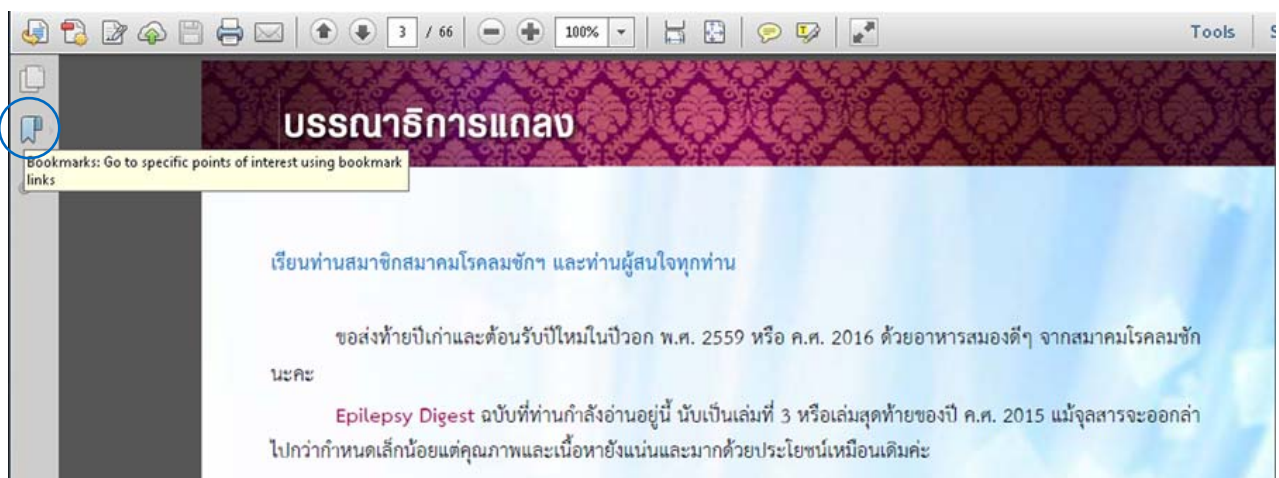 3 / 66 100% Tools
บรรณาธิการแถลง
Bookmarks: Go to specific points of interest using bookmark
links
เรียนท่านสมาชิกสมาคมโรคลมชักฯ และท่านผู้สนใจทุกท่าน
ขอส่งท้ายปีเก่าและต้อนรับปีใหม่ในปีวอก พ.ศ. 2559 หรือ ค.ศ. 2016 ด้วยอาหารสมองดีๆ จากสมาคมโรคลมชัก
นะคะ
Epilepsy Digest ฉบับที่ท่านกำลังอ่านอยู่นี้ นับเป็นเล่มที่ 3 หรือเล่มสุดท้ายของปี ค.ศ. 2015 แม้จุลสารจะออกล่า
ไปกว่ากำหนดเล็กน้อยแต่คุณภาพและเนื้อหายังแน่นและมากด้วยประโยชน์เหมือนเดิมค่ะ